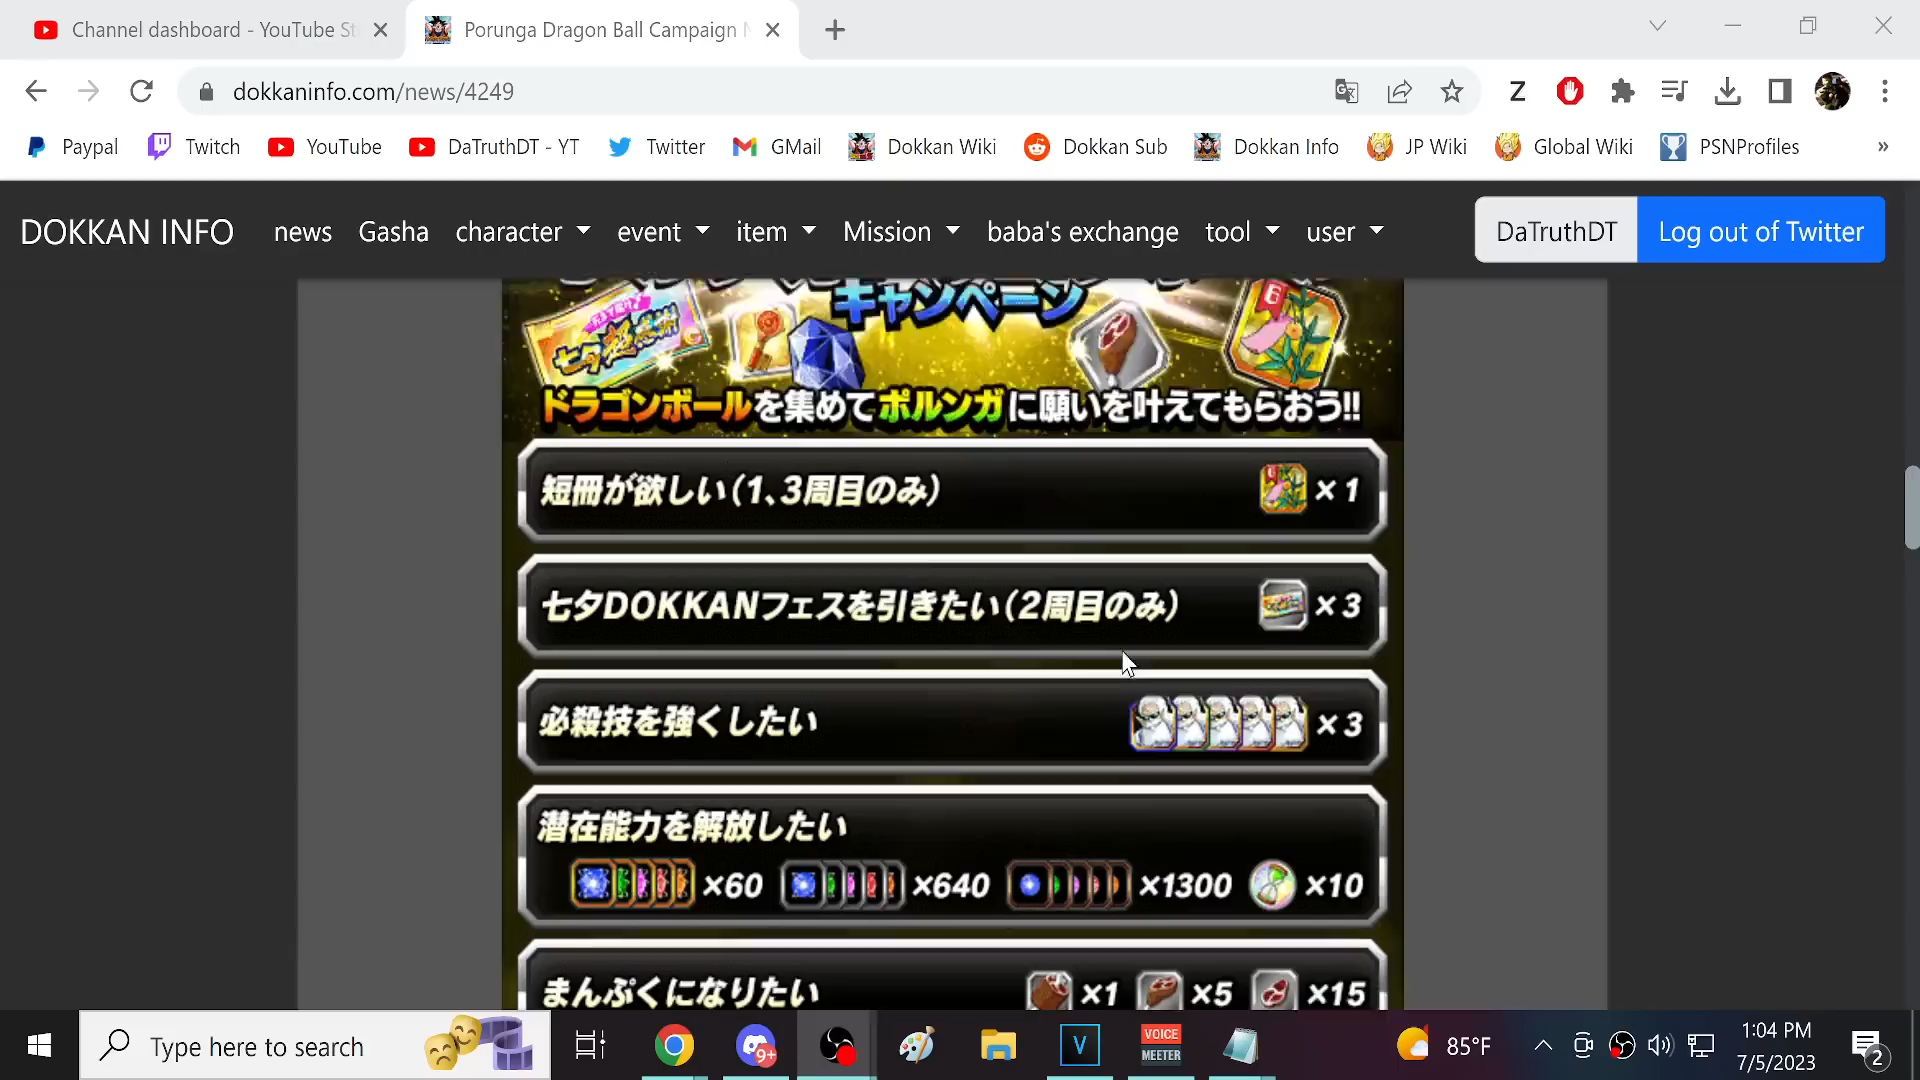 Channel dashboard - YouTube St
Porunga Dragon Ball Campaign N
dokkaninfo.com/news/4249
Z
Paypal
Twitch
YouTube
DaTruthDT - YT
Twitter
GMail
Dokkan Wiki
Dokkan Sub
Dokkan Info
JP Wiki
Global Wiki
PSNProfiles
»
DOKKAN INFO
news
Gasha
character
event
item
Mission
baba's exchange
tool
user
DaTruthDT
Log out of Twitter
キャンペーン
6
ドラゴンボールを集めてポルンガに願いを叶えてもらおう!!
短冊が欲しい(1、3周目のみ)
×1
七夕DOKKANフェスを引きたい(2周目のみ)
×3
必殺技を強くしたい
×3
潜在能力を解放したい
×60
×640
×1300
×10
まんぷくになりたい
×1
×5
×15
Type here to search
9+
V
VOICE
MEETER
85°F
1:04 PM
7/5/2023
2